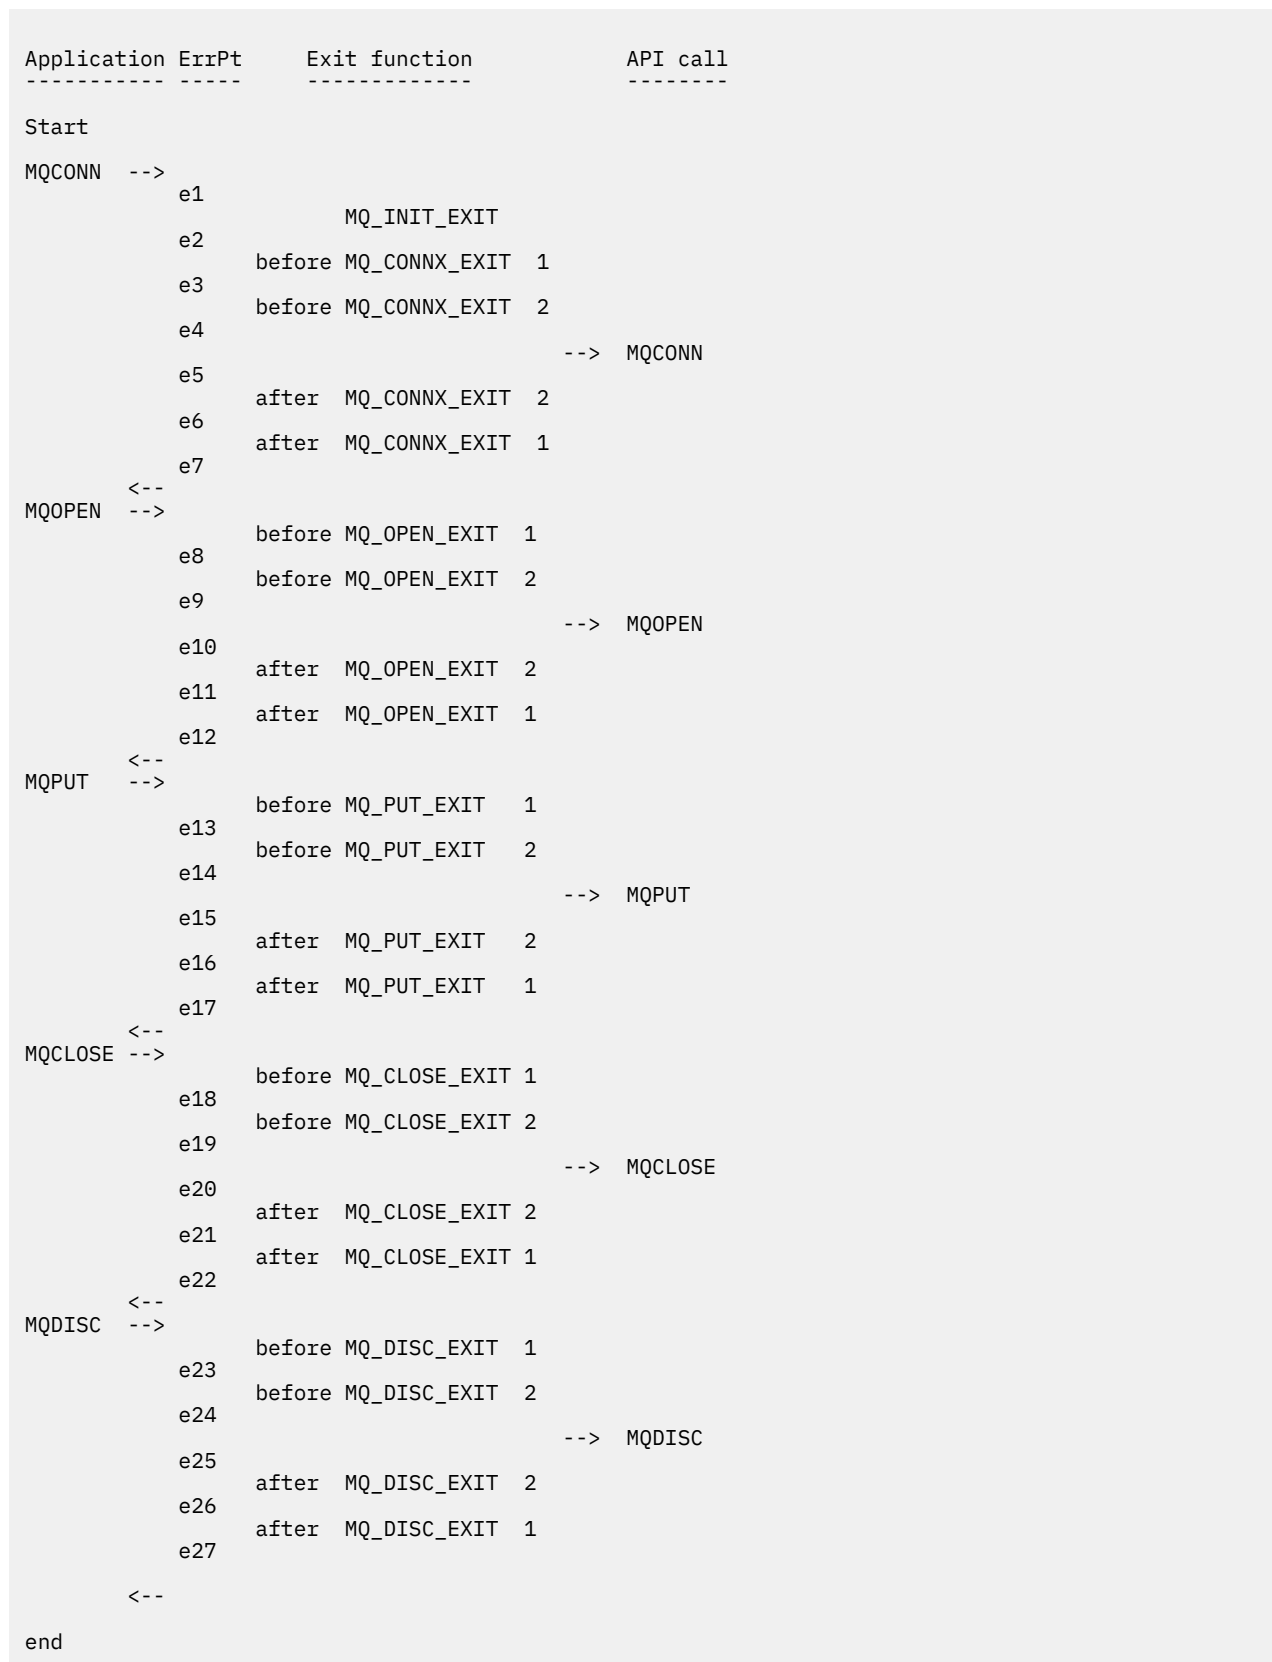 Application ErrPt     Exit function            API call
----------- -----     -------------            --------
Start
MQCONN  -->
            e1
                         MQ_INIT_EXIT
            e2
                  before MQ_CONNX_EXIT  1
            e3
                  before MQ_CONNX_EXIT  2
            e4
                                          -->  MQCONN
            e5
                  after  MQ_CONNX_EXIT  2
            e6
                  after  MQ_CONNX_EXIT  1
            e7
        <--
MQOPEN  -->
                  before MQ_OPEN_EXIT  1
            e8
                  before MQ_OPEN_EXIT  2
            e9
                                          -->  MQOPEN
            e10
                  after  MQ_OPEN_EXIT  2
            e11
                  after  MQ_OPEN_EXIT  1
            e12
        <--
MQPUT   -->
                  before MQ_PUT_EXIT   1
            e13
                  before MQ_PUT_EXIT   2
            e14
                                          -->  MQPUT
            e15
                  after  MQ_PUT_EXIT   2
            e16
                  after  MQ_PUT_EXIT   1
            e17
        <--
MQCLOSE -->
                  before MQ_CLOSE_EXIT 1
            e18
                  before MQ_CLOSE_EXIT 2
            e19
                                          -->  MQCLOSE
            e20
                  after  MQ_CLOSE_EXIT 2
            e21
                  after  MQ_CLOSE_EXIT 1
            e22
        <--
MQDISC  -->
                  before MQ_DISC_EXIT  1
            e23
                  before MQ_DISC_EXIT  2
            e24
                                          -->  MQDISC
            e25
                  after  MQ_DISC_EXIT  2
            e26
                  after  MQ_DISC_EXIT  1
            e27
        <--
end